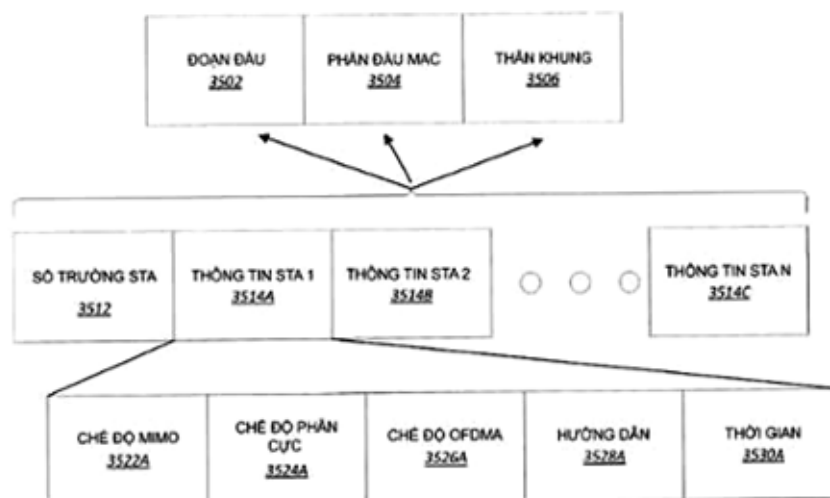 ĐOẠN ĐẦU
3502
PHẦN ĐẦU MAC
3504
THÂN KHUNG
3506
SỐ TRƯỜNG STA
3512
THÔNG TIN STA 1
3514A
THÔNG TIN STA 2
3514B
THÔNG TIN STA N
3514C
CHẾ ĐỘ MIMO
3522A
CHẾ ĐỘ PHÂN
CỰC
3524A
CHẾ ĐỘ OFDMA
3526A
HƯỚNG DẪN
3528A
THỜI GIAN
3530A